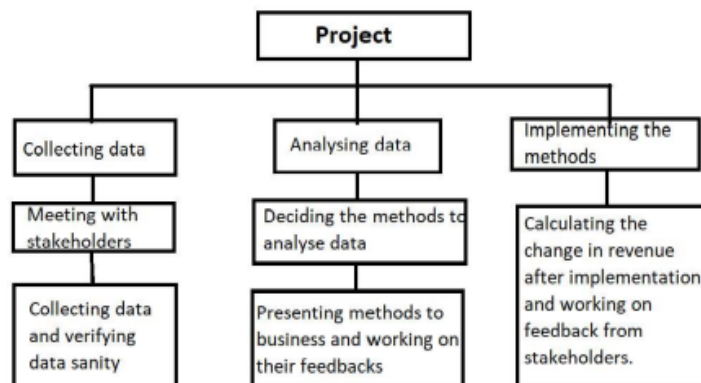 Project
Collecting data
Meeting with
stakeholders
Collecting data
and verifying
data sanity
Analysing data
Deciding the methods to
analyse data
Presenting methods to
business and working on
their feedbacks
Implementing the
methods
Calculating the
change in revenue
after implementation
and working on
feedback from
stakeholders.